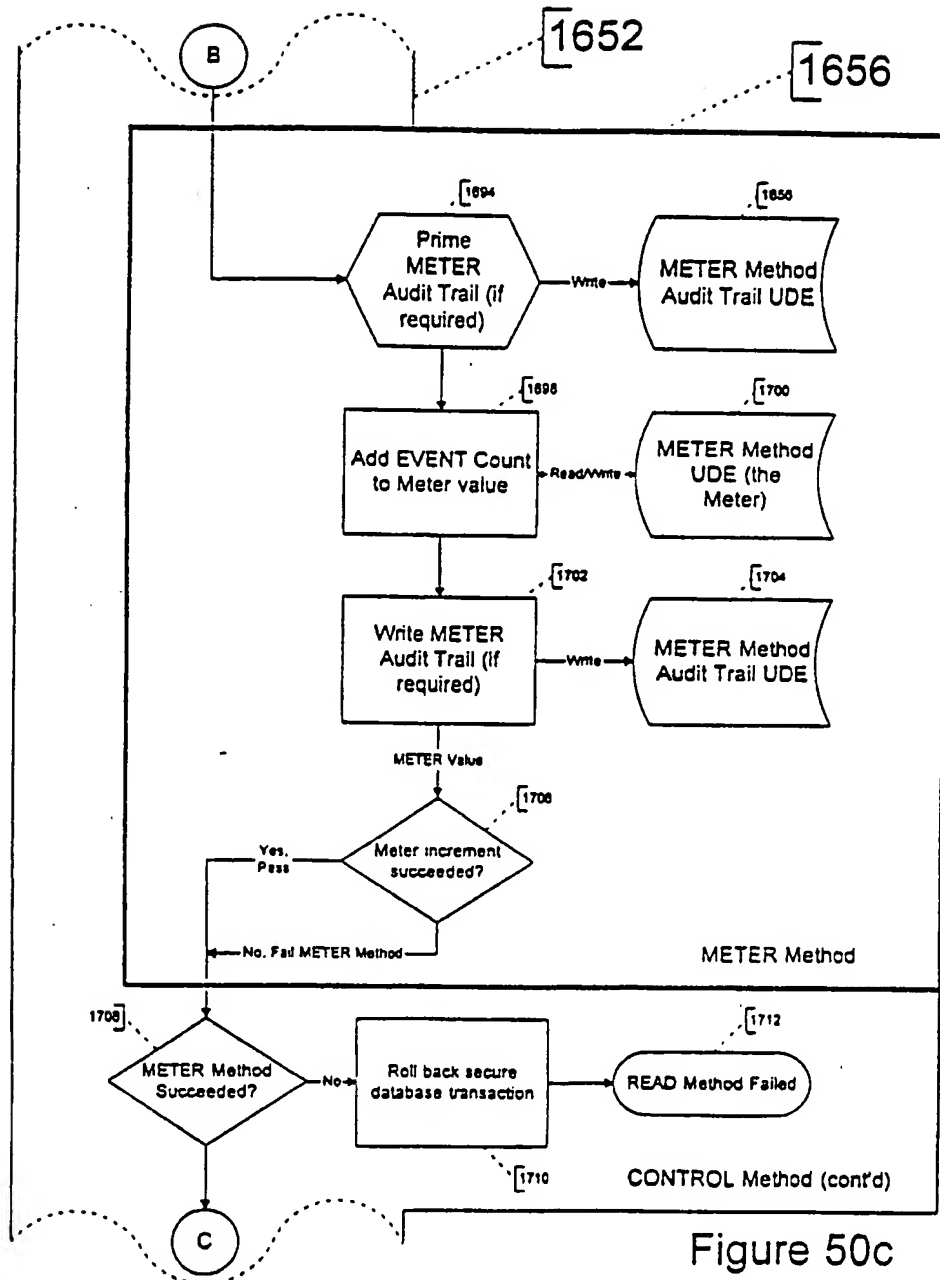 B
1652
1656
1694
1656
Prime
METER
Audit Trail (if
required)
Write
METER Method
Audit Trail UDE
1698
1700
Add EVENT Count
to Meter value
Read/Write
METER Method
UDE (the
Meter)
1702
1704
Write METER
Audit Trail (if
required)
Write
METER Method
Audit Trail UDE
METER Value
1706
Yes,
Pass
Meter increment
succeeded?
No, Fail METER Method
METER Method
1708
1712
METER Method
Succeeded?
No
Roll back secure
database transaction
READ Method Failed
1710
CONTROL Method (cont'd)
C
Figure 50c